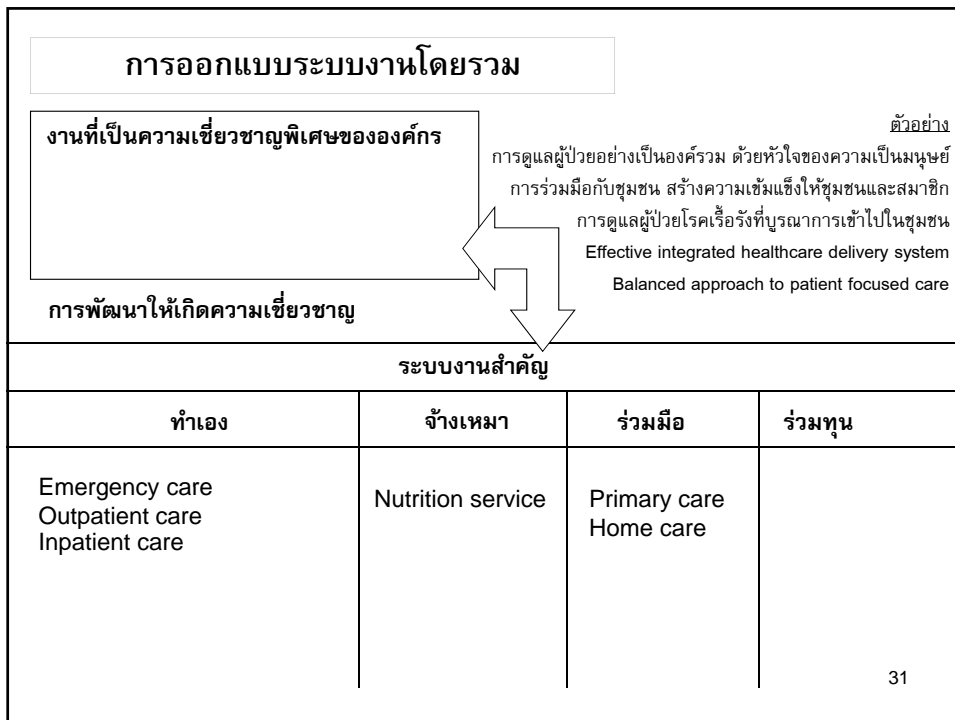 การออกแบบระบบงานโดยรวม
งานที่เป็นความเชี่ยวชาญพิเศษขององค์กร
ตัวอย่าง
การดูแลผู้ป่วยอย่างเป็นองค์รวม ด้วยหัวใจของความเป็นมนุษย์
การร่วมมือกับชุมชน สร้างความเข้มแข็งให้ชุมชนและสมาชิก
การดูแลผู้ป่วยโรคเรื้อรังที่บูรณาการเข้าไปในชุมชน
Effective integrated healthcare delivery system
Balanced approach to patient focused care
การพัฒนาให้เกิดความเชี่ยวชาญ
ระบบงานสำคัญ
ทำเอง
จ้างเหมา
ร่วมมือ
ร่วมทุน
Emergency care
Outpatient care
Inpatient care
Nutrition service
Primary care
Home care
31